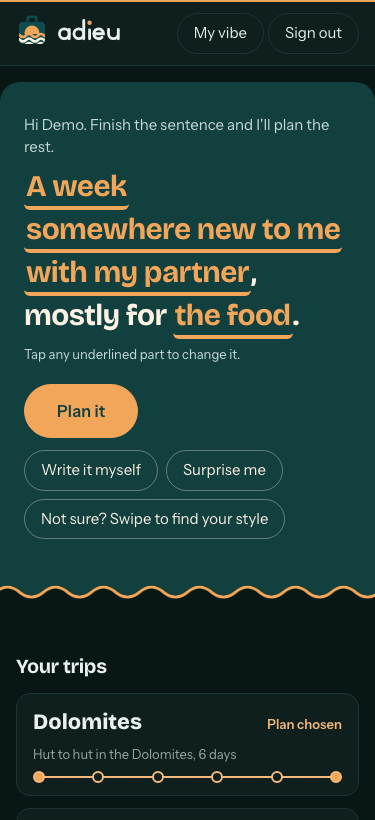 adieu
My vibe
Sign out
Hi Demo. Finish the sentence and I'll plan the
rest.
A week
somewhere new to me
with my partner,
mostly for the food.
Tap any underlined part to change it.
Plan it
Write it myself
Surprise me
Not sure? Swipe to find your style
Your trips
Dolomites
Plan chosen
Hut to hut in the Dolomites, 6 days